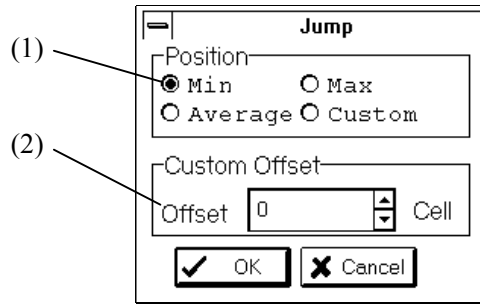 Jump
(1)
Position
Min Max
Average Custom
(2)
Custom Offset
Offset 0 Cell
OK Cancel